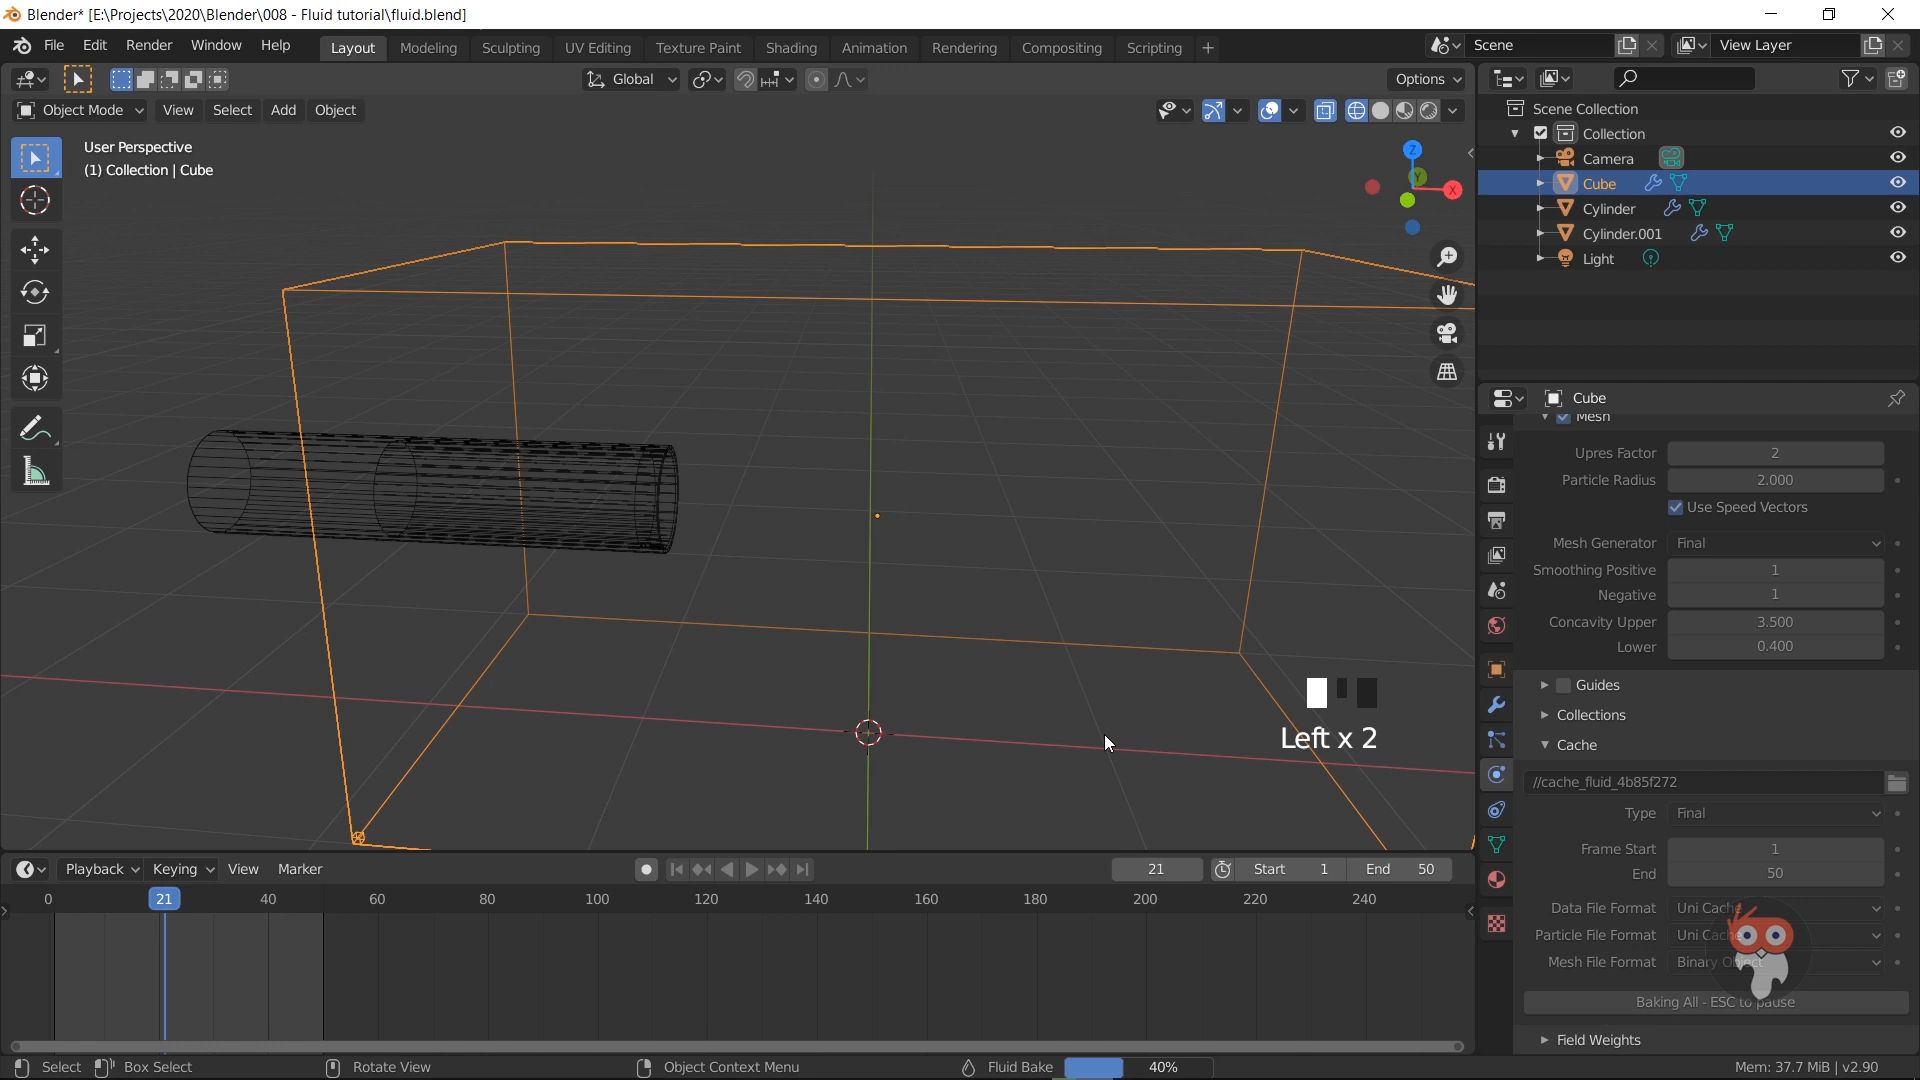 Blender* [E:\Projects\2020\Blender\008 - Fluid tutorial\fluid.blend]
File Edit Render Window Help Layout Modeling Sculpting UV Editing Texture Paint Shading Animation Rendering Compositing Scripting + Scene View Layer
Global Options
Object Mode View Select Add Object
User Perspective
(1) Collection | Cube
Z
Y
X
Scene Collection
Collection
Camera
Cube
Cylinder
Cylinder.001
Light
Cube
Mesh
Upres Factor 2
Particle Radius 2.000
Use Speed Vectors
Mesh Generator Final
Smoothing Positive 1
Negative 1
Concavity Upper 3.500
Lower 0.400
Guides
Collections
Cache
//cache_fluid_4b85f272
Type Final
Frame Start 1
End 50
Data File Format Uni Cache
Particle File Format Uni Cache
Mesh File Format Binary Object
Baking All - ESC to pause
Field Weights
Left x 2
Playback Keying View Marker 21 Start 1 End 50
0 21 40 60 80 100 120 140 160 180 200 220 240
Select Box Select Rotate View Object Context Menu Fluid Bake 40% Mem: 37.7 MiB | v2.90